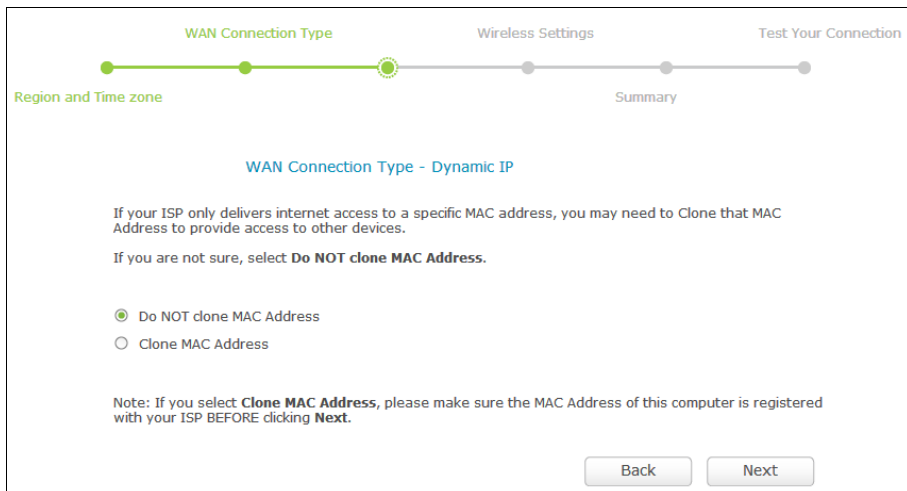 WAN Connection Type
Wireless Settings
Test Your Connection
Region and Time zone
Summary
WAN Connection Type - Dynamic IP
If your ISP only delivers internet access to a specific MAC address, you may need to Clone that MAC
Address to provide access to other devices.
If you are not sure, select Do NOT clone MAC Address.
Do NOT clone MAC Address
Clone MAC Address
Note: If you select Clone MAC Address, please make sure the MAC Address of this computer is registered
with your ISP BEFORE clicking Next.
Back
Next